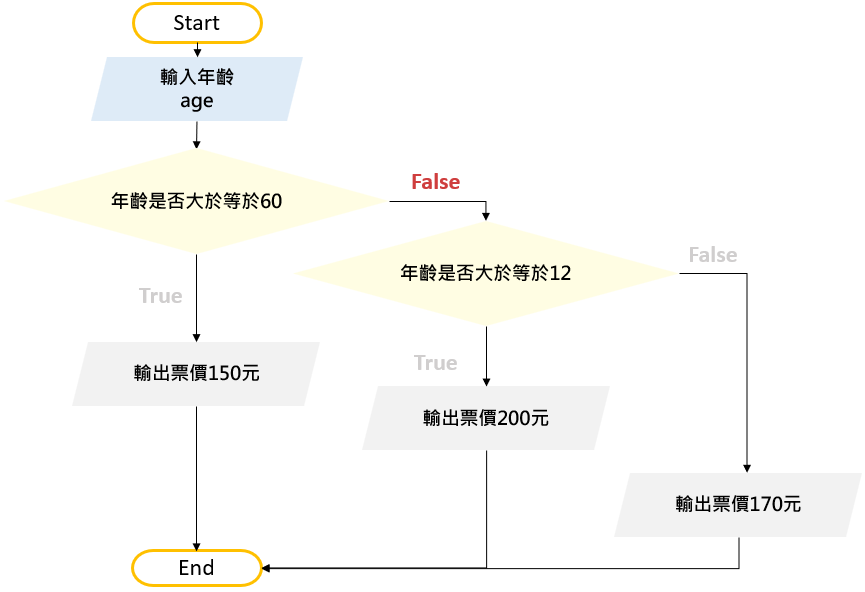 Start
輸入年齡
age
年齡是否大於等於60
False
年齡是否大於等於12
False
True
輸出票價150元
True
輸出票價200元
輸出票價170元
End